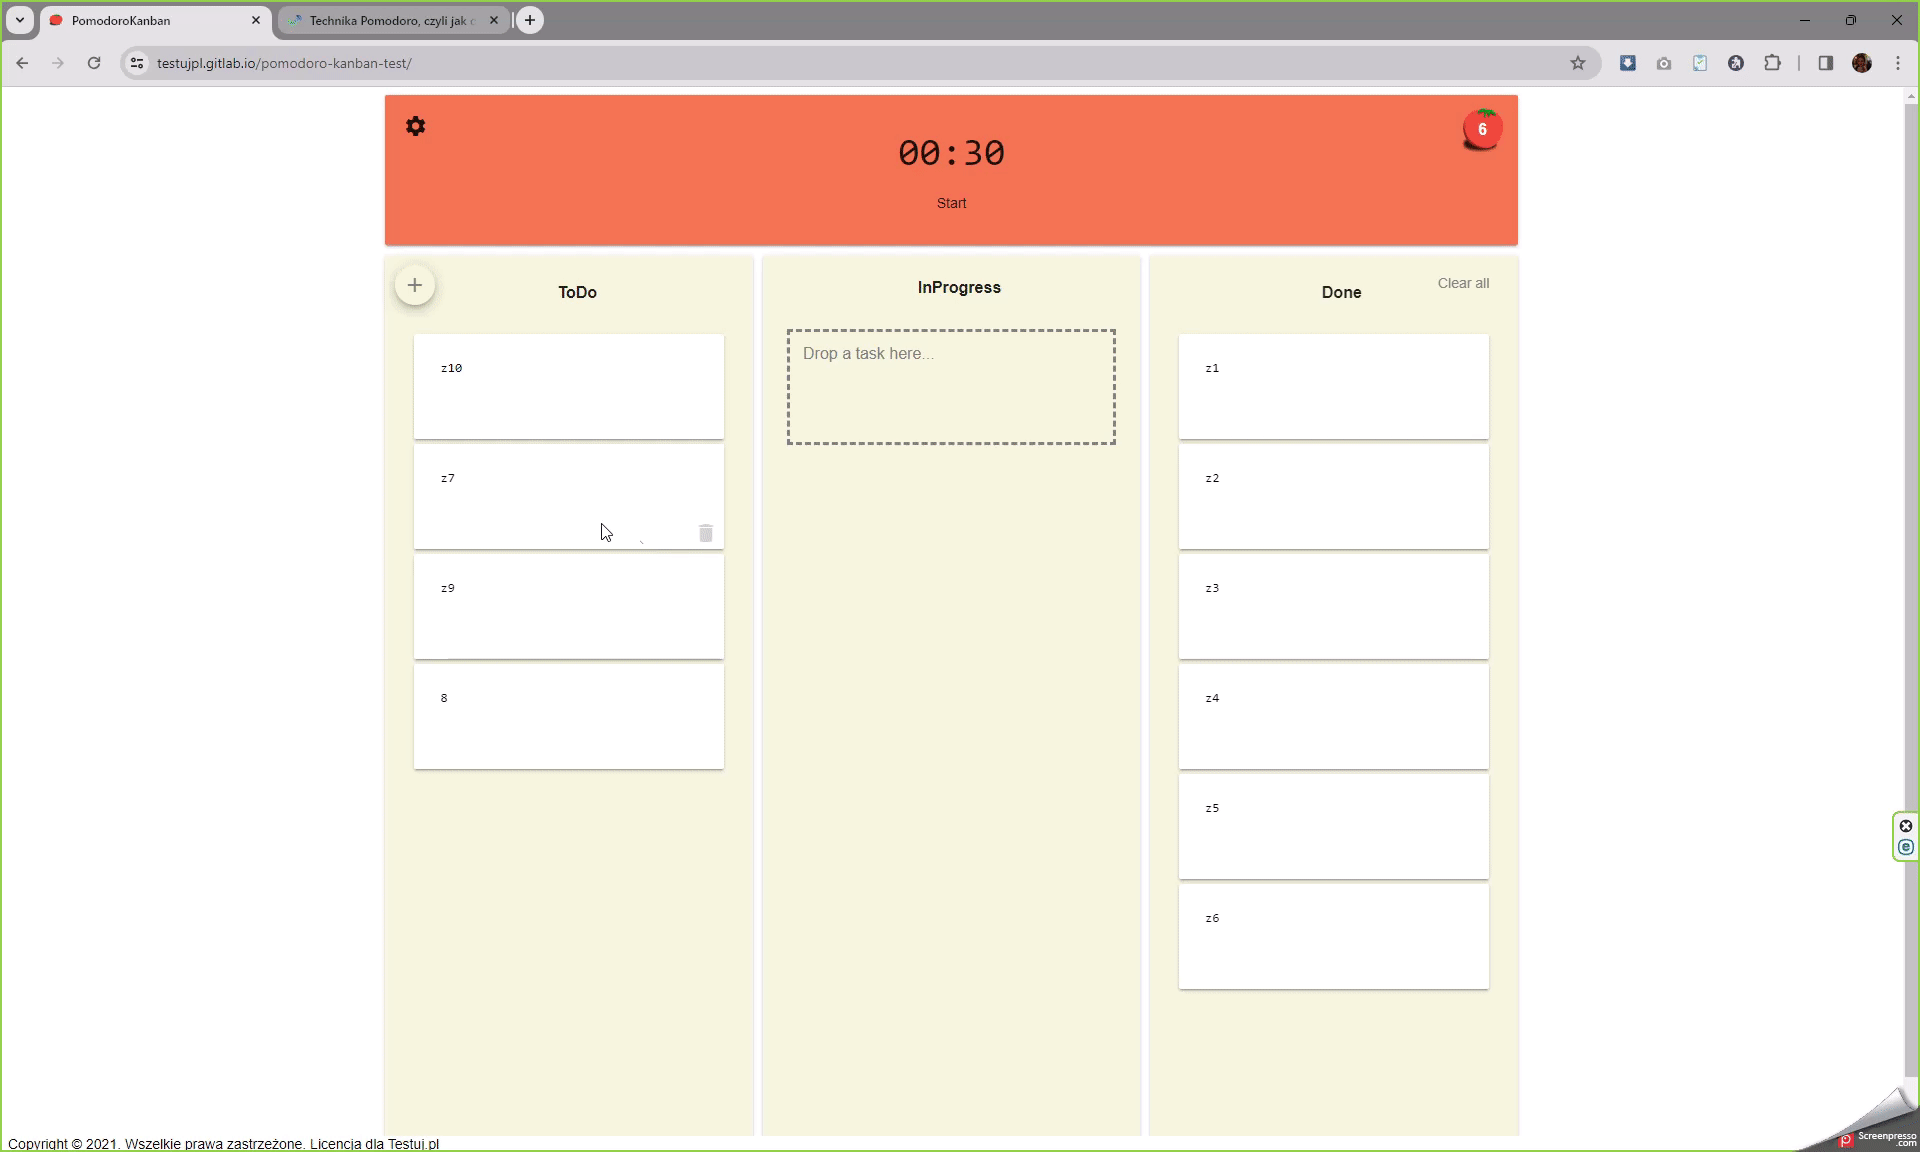 PomodoroKanban
Technika Pomodoro, czyli jak
testujpl.gitlab.io/pomodoro-kanban-test/
6
00:30
Start
ToDo
InProgress
Done
Clear all
z10
Drop a task here...
z1
z7
z2
z9
z3
8
z4
z5
z6
Copyright © 2021. Wszelkie prawa zastrzeżone. Licencja dla Testuj.pl
Screenpresso
.com